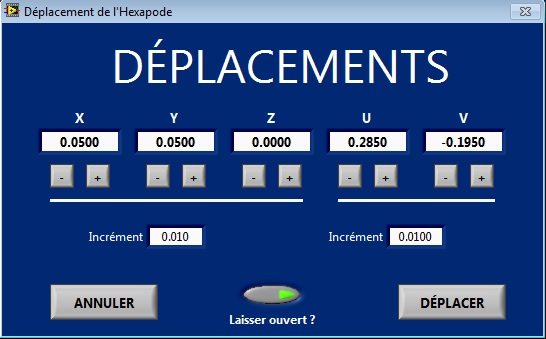 Déplacement de l'Hexapode
DÉPLACEMENTS
X Y Z U V
0.0500 0.0500 0.0000 0.2850 -0.1950
- + - + - + - + - +
Incrément 0.010 Incrément 0.0100
ANNULER DÉPLACER
Laisser ouvert ?